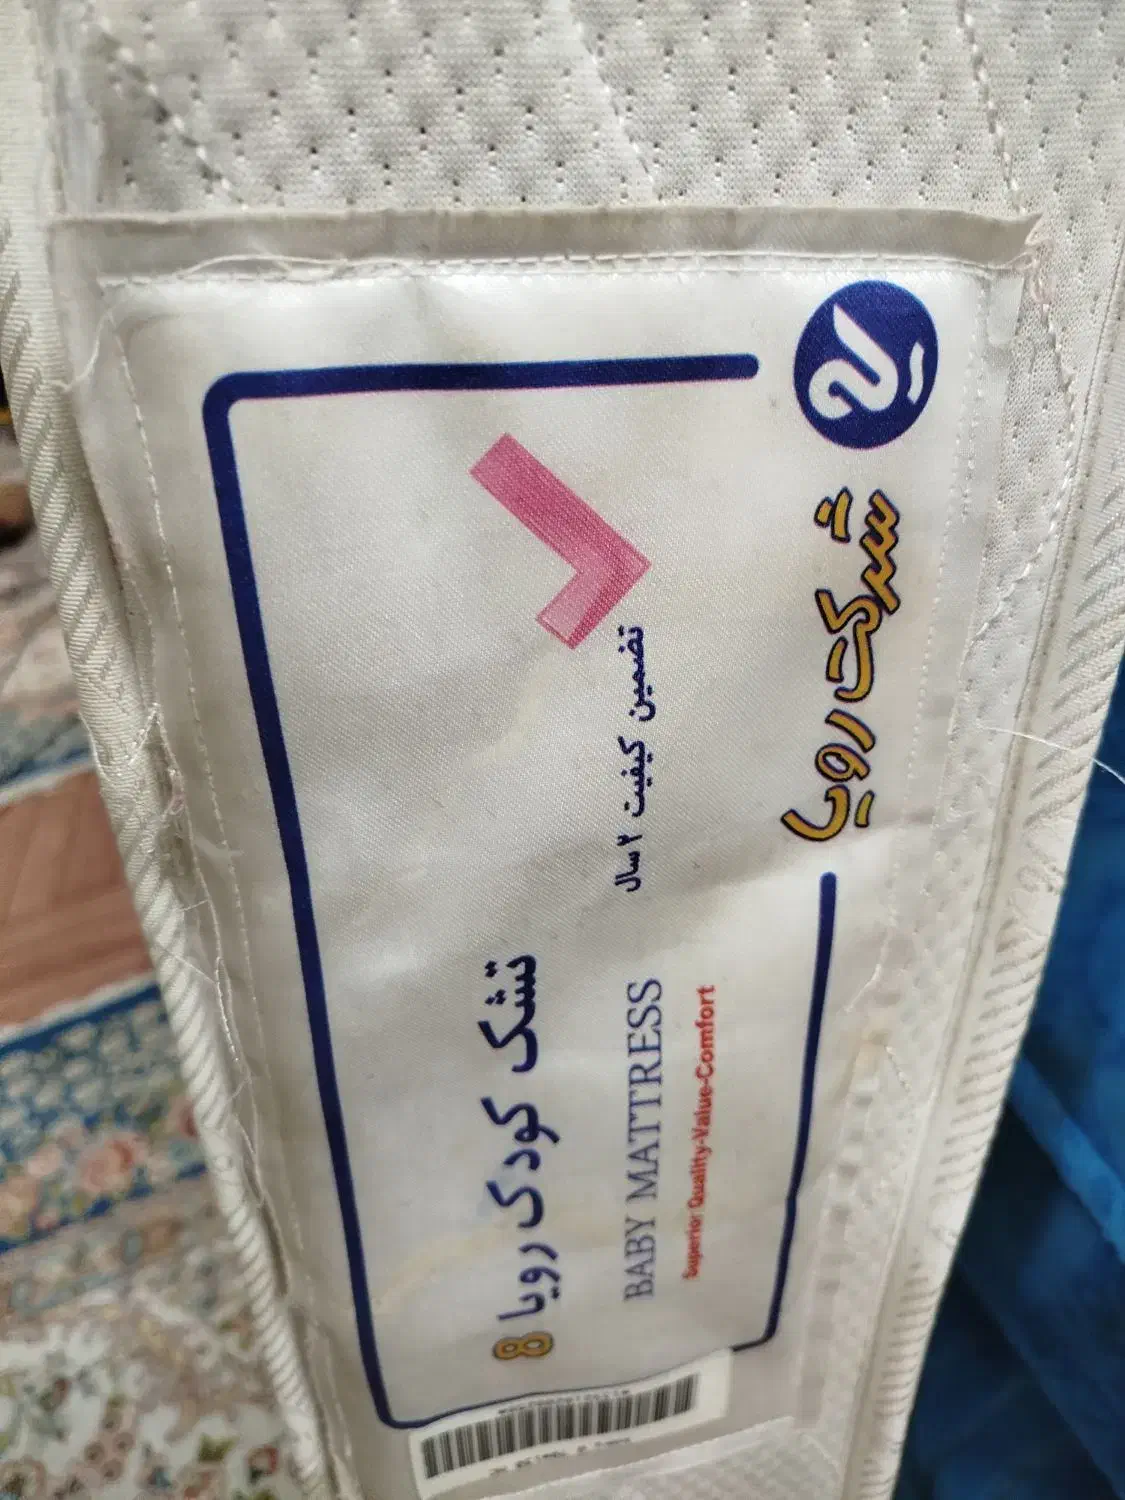 شرکت رویا
تضمین کیفیت ۲ سال
تشک کودک رویا 8
BABY MATTRESS
Superior Quality-Value-Comfort